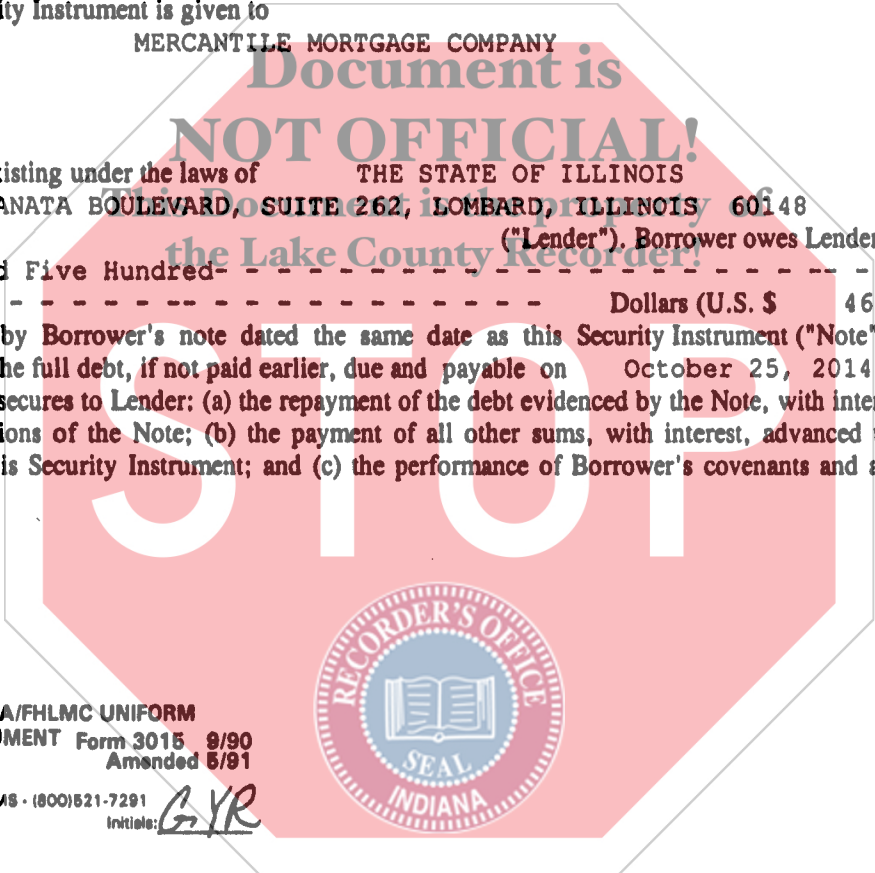 ity Instrument is given to
MERCANTILE MORTGAGE COMPANY
Document is
NOT OFFICIAL!
isting under the laws of THE STATE OF ILLINOIS
This Document is the property of
ANATA BOULEVARD, SUITE 262, LOMBARD, ILLINOIS 60148
("Lender"). Borrower owes Lender
the Lake County Recorder!
d Five Hundred- - - - - - - - - - - - - - - - - - - - - -
- - - - - - -- - - - - - - - - - - - Dollars (U.S. $ 46
by Borrower's note dated the same date as this Security Instrument ("Note"
he full debt, if not paid earlier, due and payable on October 25, 2014
secures to Lender: (a) the repayment of the debt evidenced by the Note, with inter
ions of the Note; (b) the payment of all other sums, with interest, advanced
is Security Instrument; and (c) the performance of Borrower's covenants and a
STOP
RECORDER'S OFFICE
SEAL
INDIANA
A/FHLMC UNIFORM
MENT Form 3015 9/90
Amended 5/91
MS - (800)521-7291
Initials: GYR